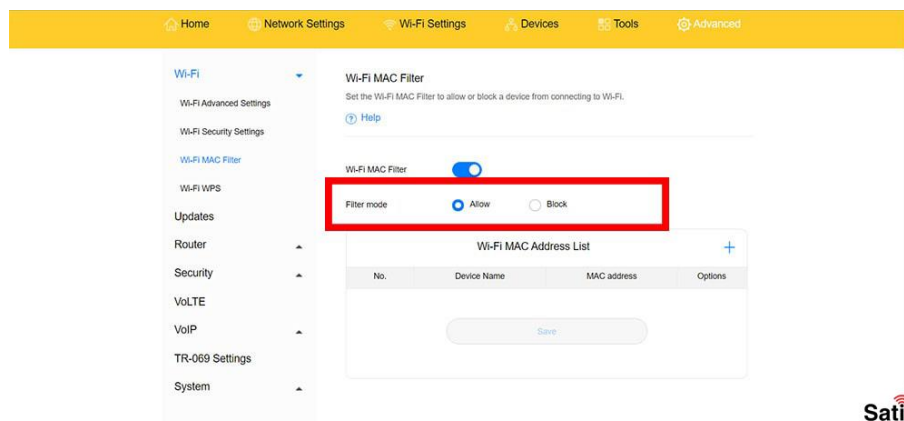 Home Network Settings Wi-Fi Settings Devices Tools Advanced
Wi-Fi
Wi-Fi Advanced Settings
Wi-Fi Security Settings
Wi-Fi MAC Filter
Wi-Fi WPS
Updates
Router
Security
VoLTE
VoIP
TR-069 Settings
System
Wi-Fi MAC Filter
Set the Wi-Fi MAC Filter to allow or block a device from connecting to Wi-Fi.
? Help
Wi-Fi MAC Filter
Filter mode Allow Block
Wi-Fi MAC Address List +
No. Device Name MAC address Options
Save
Sati